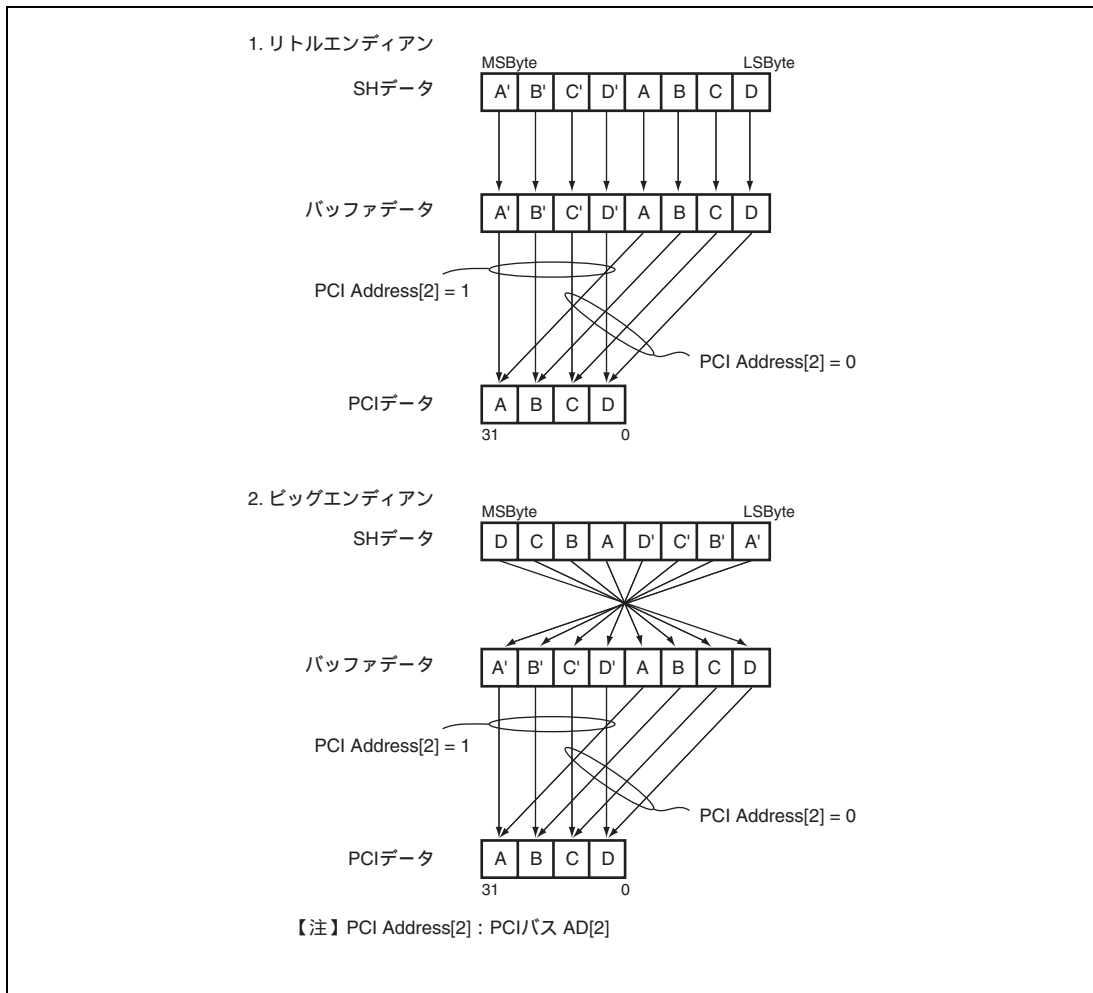 1. リトルエンディアン
MSByte LSByte
SHデータ A' B' C' D' A B C D
バッファデータ A' B' C' D' A B C D
PCI Address[2] = 1
PCI Address[2] = 0
PCIデータ A B C D
31 0
2. ビッグエンディアン
MSByte LSByte
SHデータ D C B A D' C' B' A'
バッファデータ A' B' C' D' A B C D
PCI Address[2] = 1
PCI Address[2] = 0
PCIデータ A B C D
31 0
【注】PCI Address[2] : PCIバス AD[2]